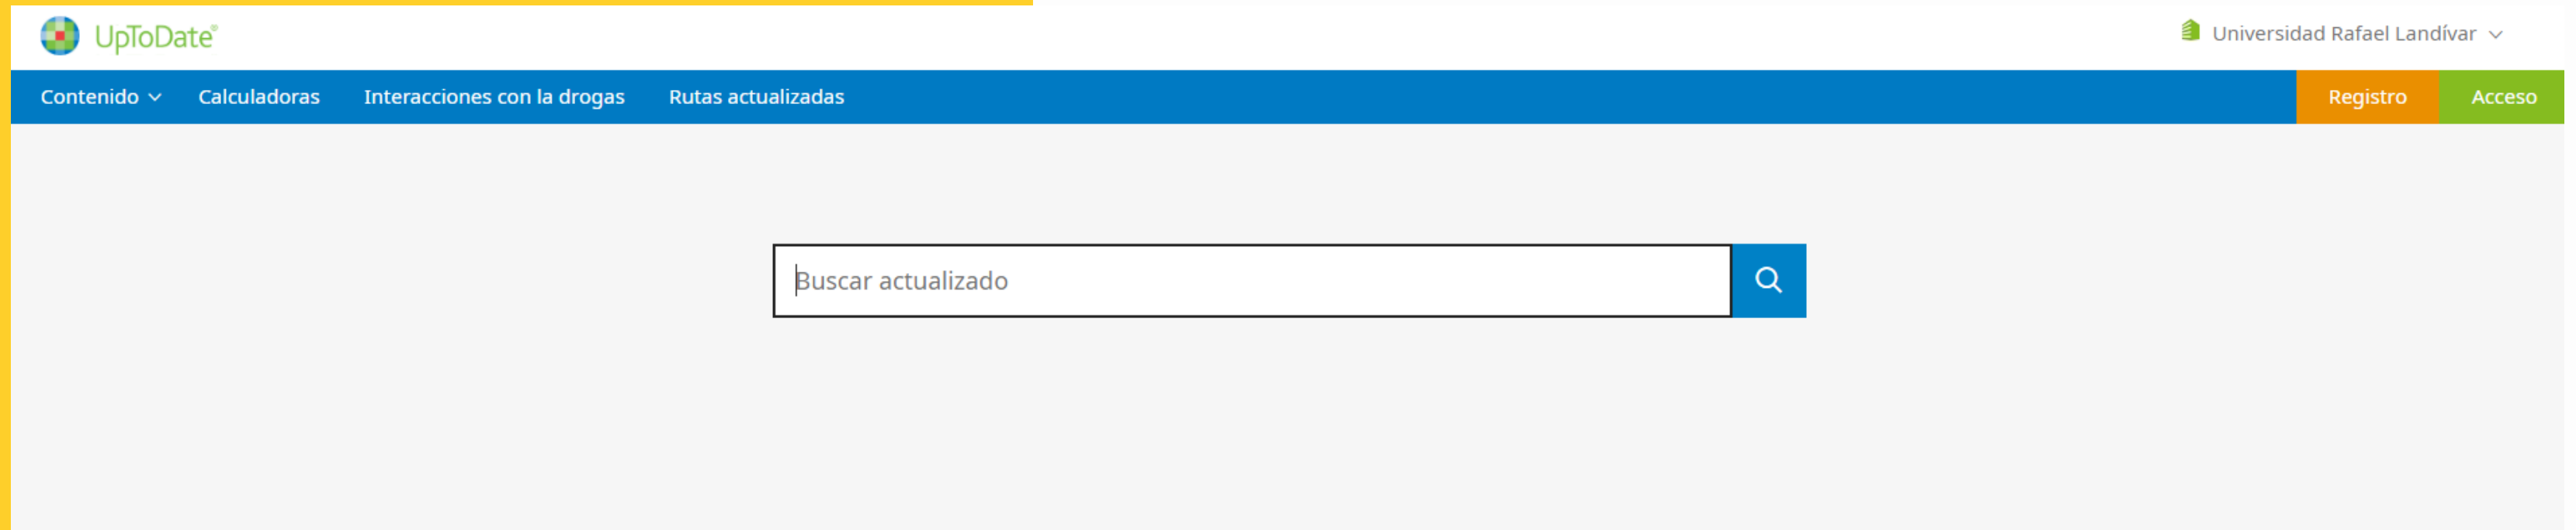 UpToDate®
Universidad Rafael Landívar
Contenido
Calculadoras
Interacciones con la drogas
Rutas actualizadas
Registro
Acceso
Buscar actualizado